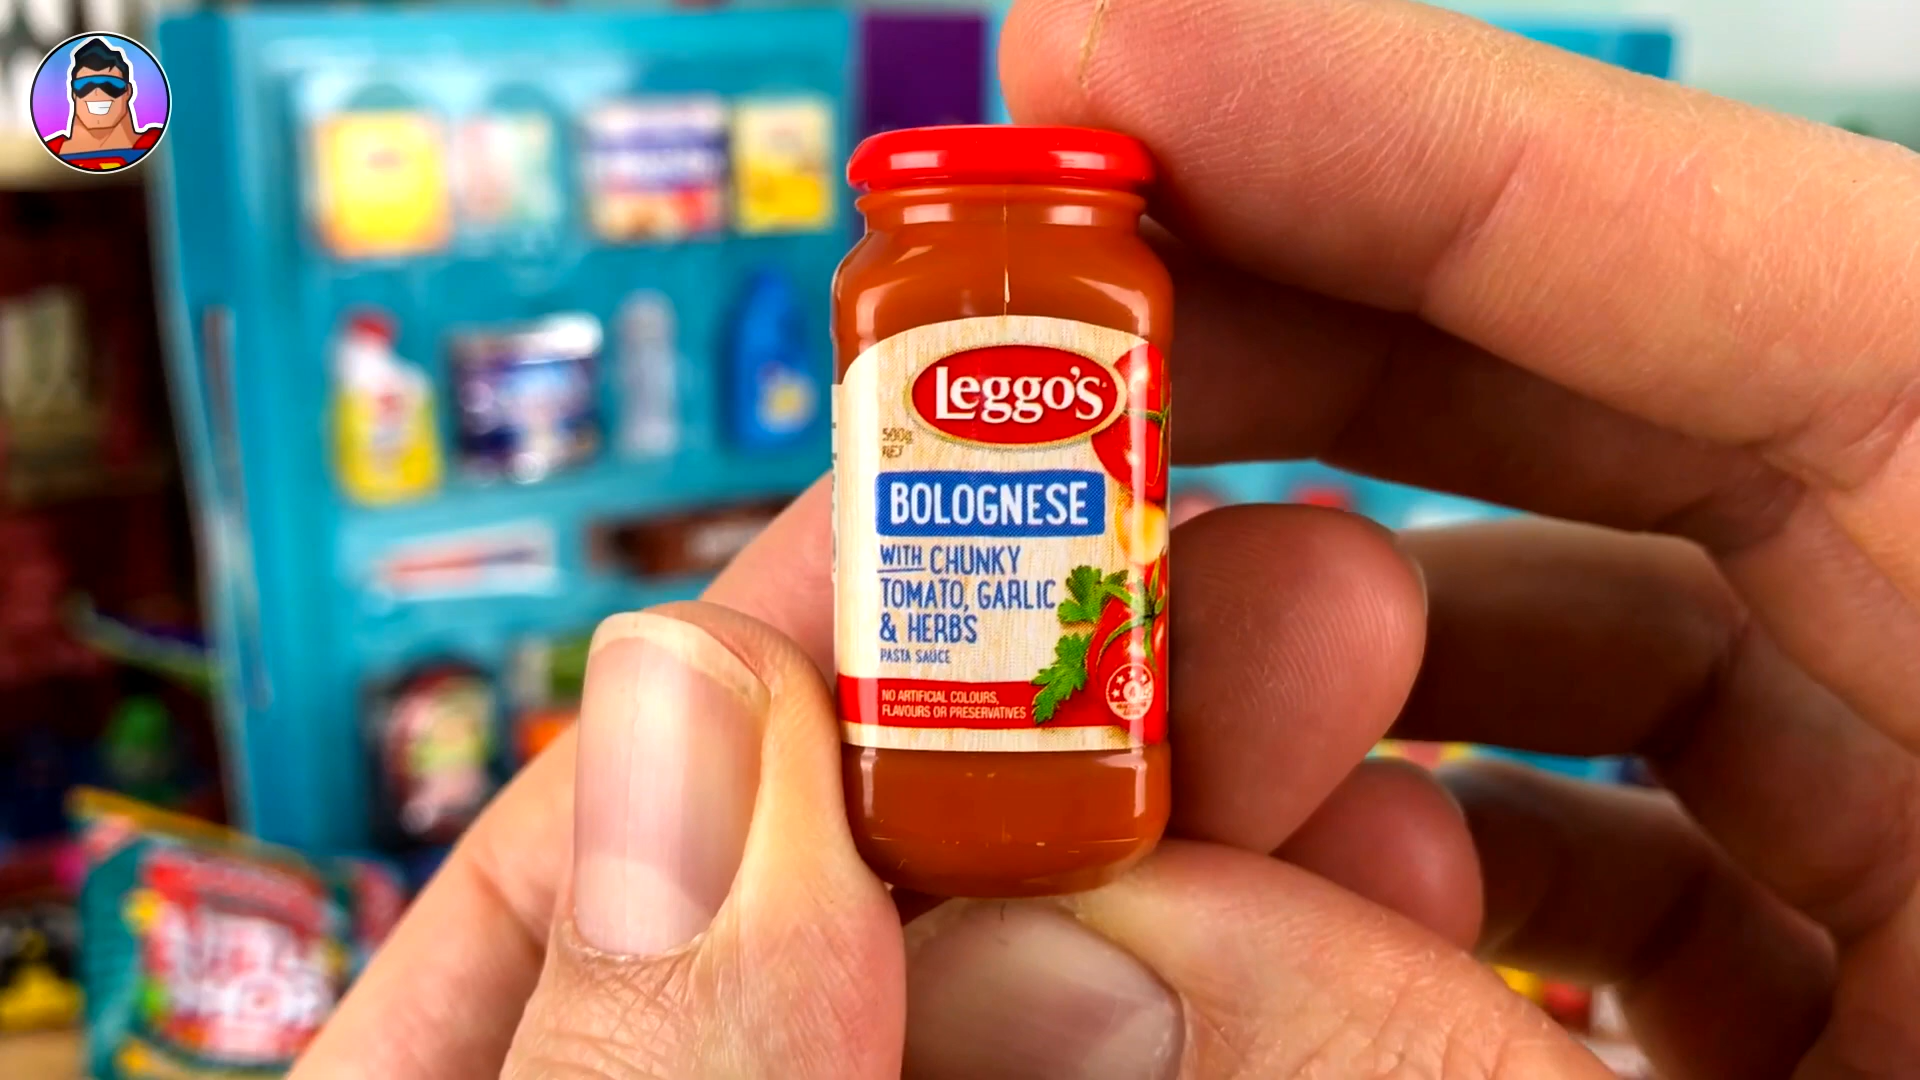 Leggo's
500g
NET
BOLOGNESE
WITH CHUNKY
TOMATO, GARLIC
& HERBS
PASTA SAUCE
NO ARTIFICIAL COLOURS,
FLAVOURS OR PRESERVATIVES